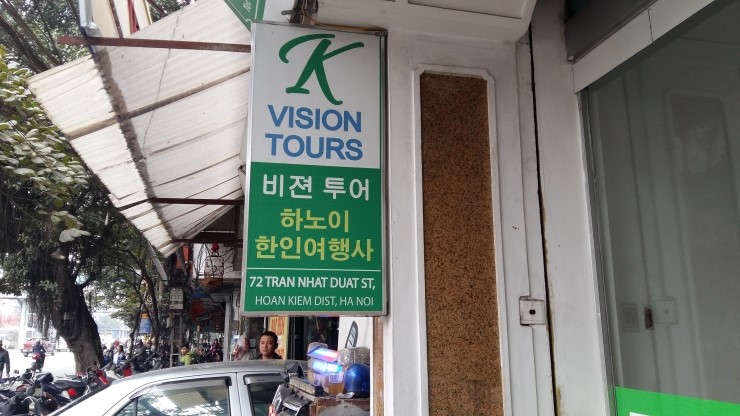 K
VISION
TOURS
비젼 투어
하노이
한인여행사
72 TRAN NHAT DUAT ST,
HOAN KIEM DIST, HA NOI